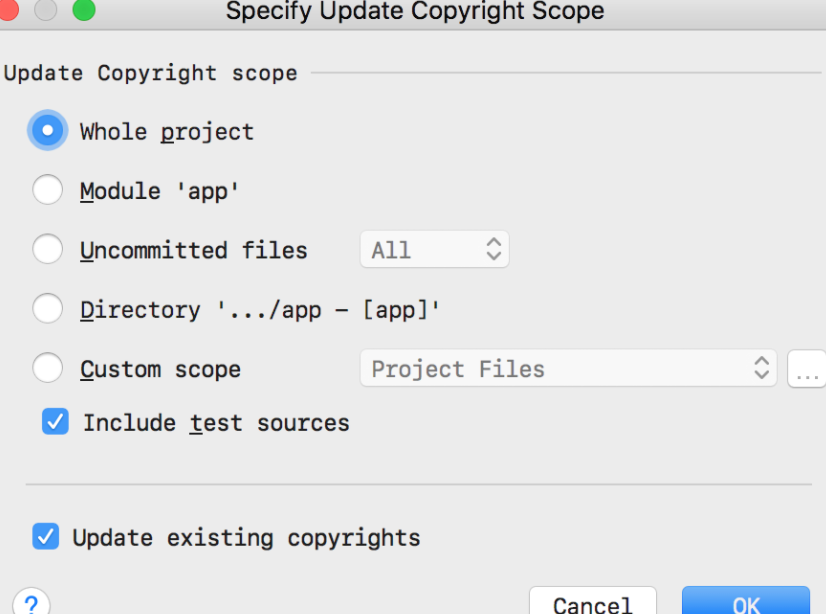 Specify Update Copyright Scope
Update Copyright scope
Whole project
Module 'app'
Uncommitted files All
Directory '.../app – [app]'
Custom scope Project Files ...
Include test sources
Update existing copyrights
? Cancel OK